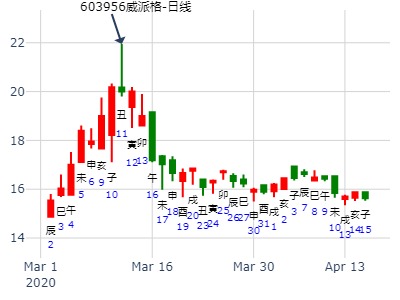 603956威派格-日线
22
20
18
16
14
辰
2
巳
3
午
4
未
5
申
6
亥
9
子
10
丑
11
寅
12
卯
13
午
16
未
17
申
18
酉
19
戌
20
丑
23
寅
24
卯
25
辰
26
巳
27
申
30
酉
31
戌
1
亥
2
子
3
辰
7
巳
8
午
9
未
10
戌
13
亥
14
子
15
Mar 1
2020
Mar 16
Mar 30
Apr 13